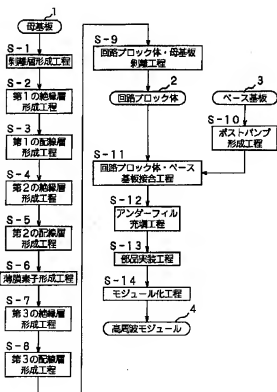 1
母基板
S-1
剥離層形成工程
S-2
第1の絶縁層
形成工程
S-3
第1の配線層
形成工程
S-4
第2の絶縁層
形成工程
S-5
第2の配線層
形成工程
S-6
薄膜素子形成工程
S-7
第3の絶縁層
形成工程
S-8
第3の配線層
形成工程
S-9
回路ブロック体・母基板
剥離工程
2
回路ブロック体
3
ベース基板
S-10
ポストバンプ
形成工程
S-11
回路ブロック体・ベース
基板接合工程
S-12
アンダーフィル
充填工程
S-13
部品実装工程
S-14
モジュール化工程
4
高周波モジュール